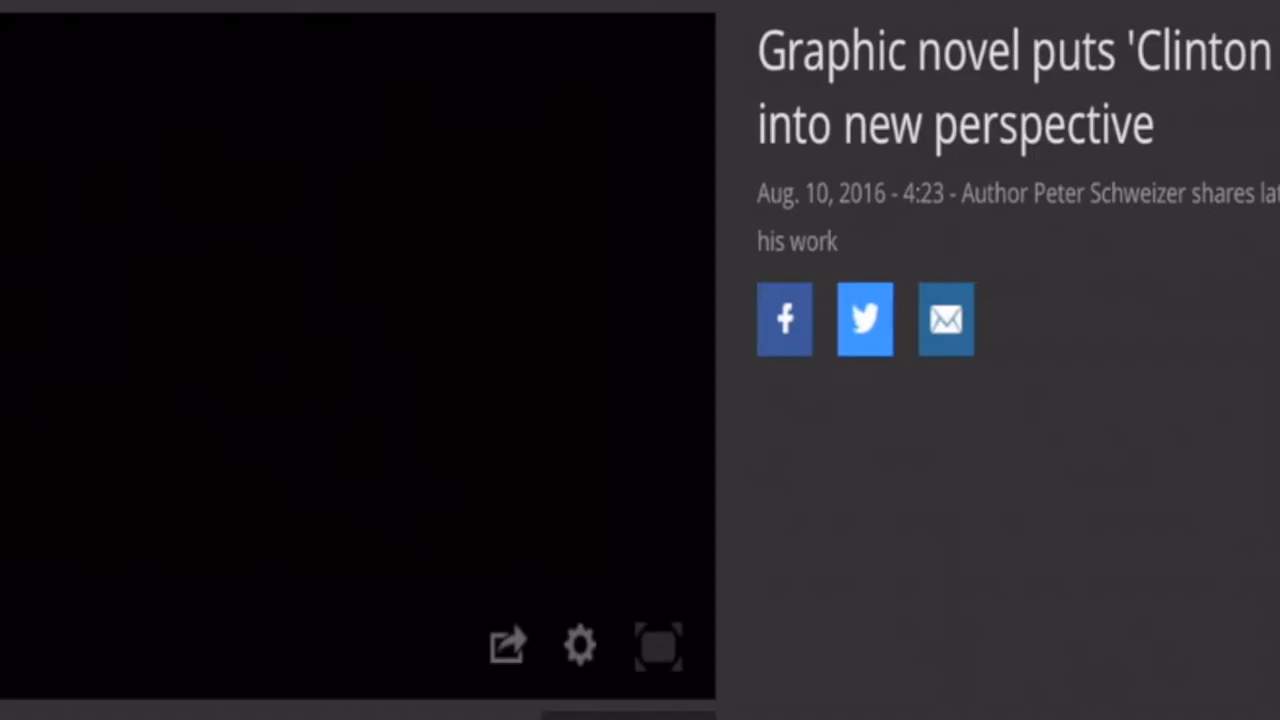 Graphic novel puts 'Clinton
into new perspective
Aug. 10, 2016 - 4:23 - Author Peter Schweizer shares
his work